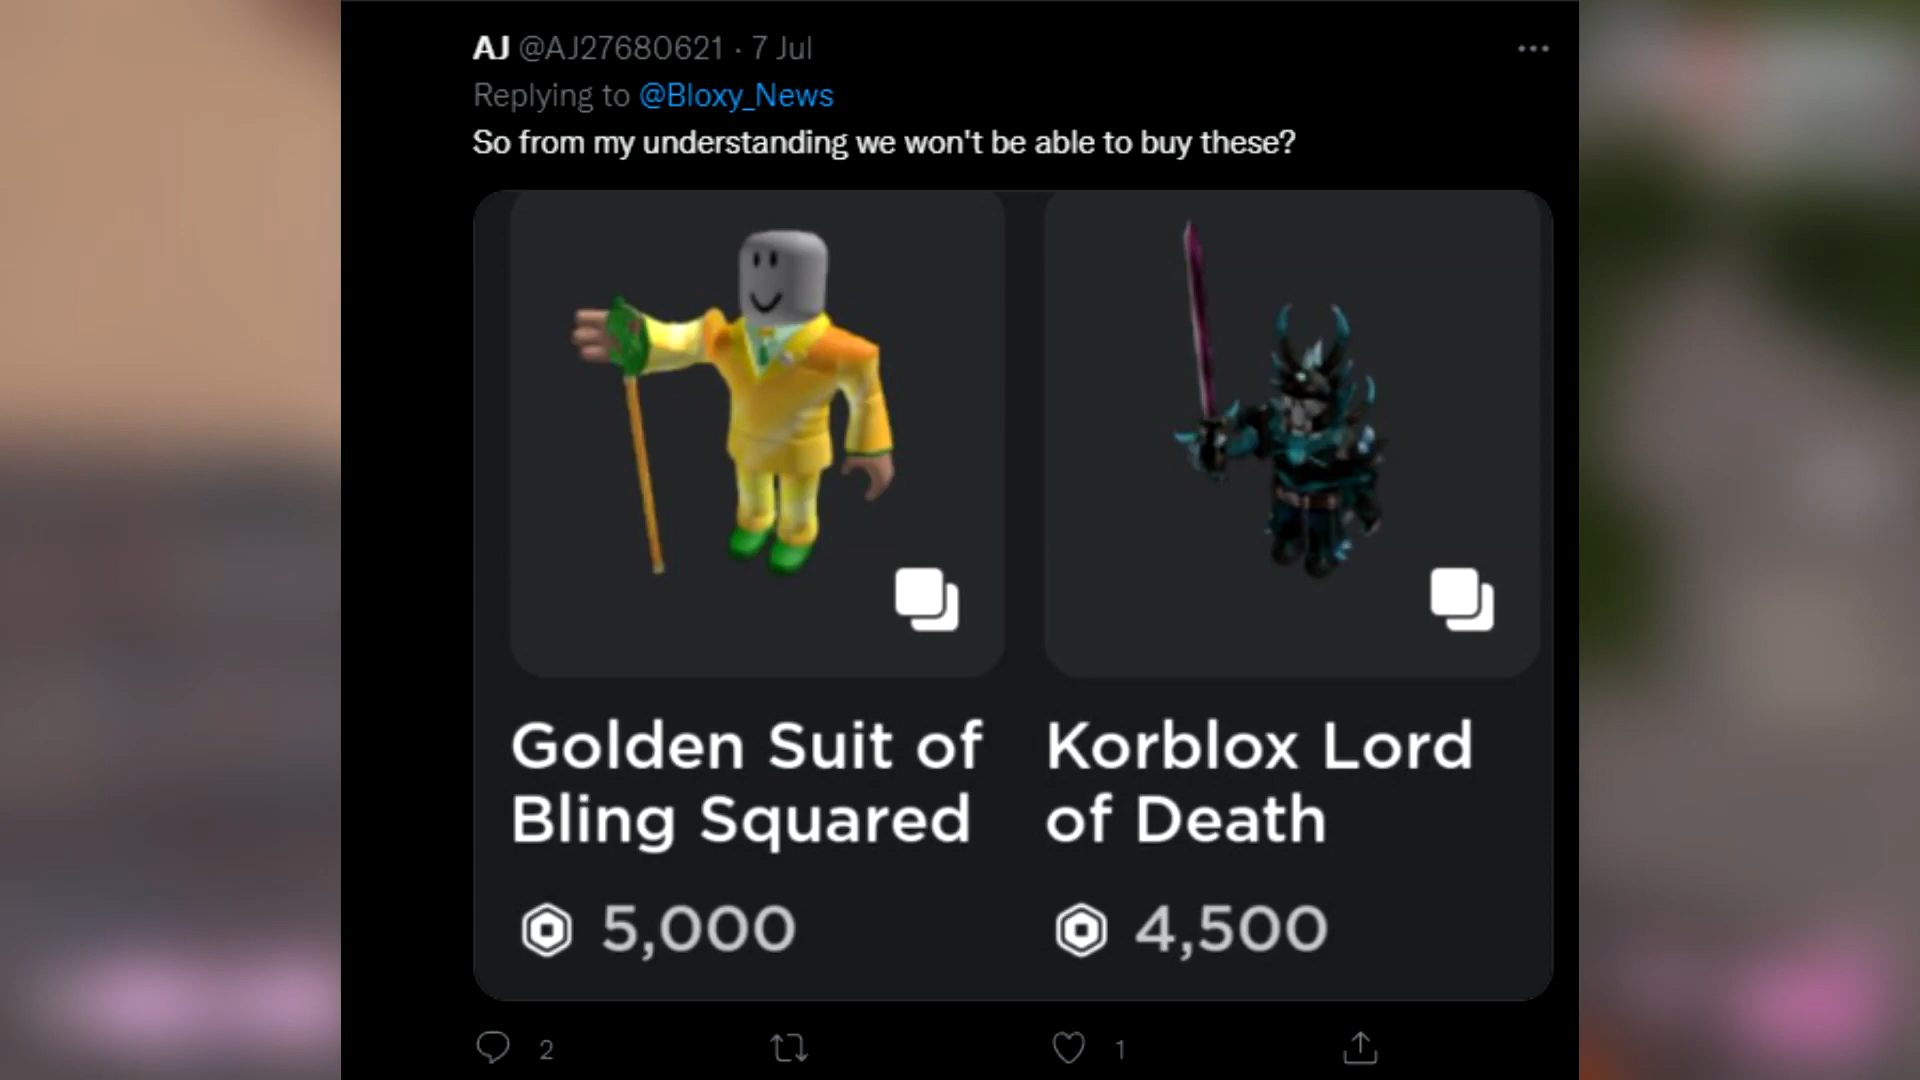 AJ @AJ27680621 · 7 Jul
Replying to @Bloxy_News
So from my understanding we won't be able to buy these?
Golden Suit of
Bling Squared
5,000
Korblox Lord
of Death
4,500
2
1